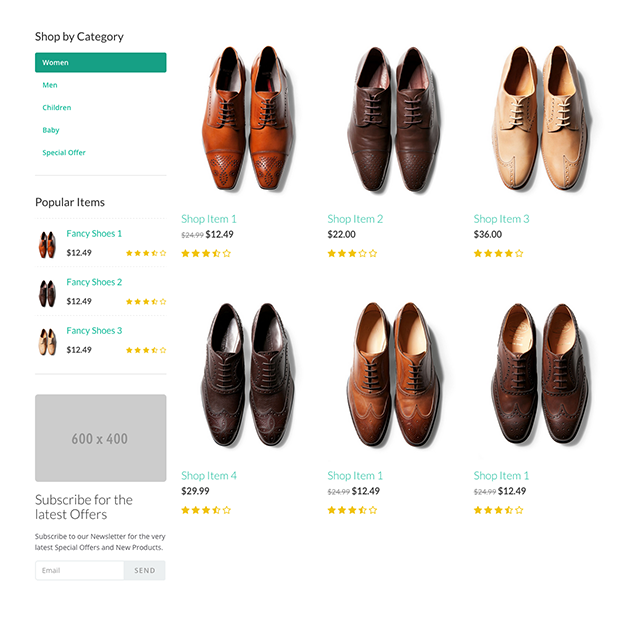 Shop by Category
Women
Men
Children
Baby
Special Offer
Popular Items
Fancy Shoes 1
$12.49
Fancy Shoes 2
$12.49
Fancy Shoes 3
$12.49
600 x 400
Subscribe for the
latest Offers
Subscribe to our Newsletter for the very
latest Special Offers and New Products.
Email SEND
Shop Item 1
$24.99 $12.49
Shop Item 2
$22.00
Shop Item 3
$36.00
Shop Item 4
$29.99
Shop Item 1
$24.99 $12.49
Shop Item 1
$24.99 $12.49